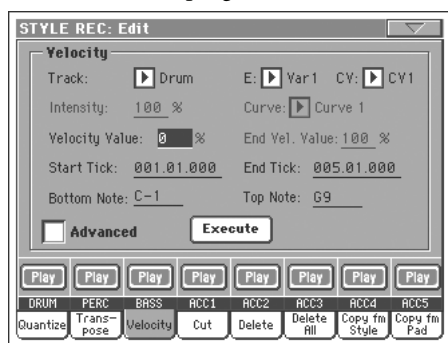 STYLE REC: Edit
Velocity
Track: Drum E: Var1 CV: CV1
Intensity: 100 % Curve: Curve 1
Velocity Value: 0 % End Vel. Value: 100 %
Start Tick: 001.01.000 End Tick: 005.01.000
Bottom Note: C-1 Top Note: G9
Advanced Execute
Play Play Play Play Play Play Play Play
DRUM PERC BASS ACC1 ACC2 ACC3 ACC4 ACC5
Quantize Trans-pose Velocity Cut Delete Delete All Copy fm Style Copy fm Pad